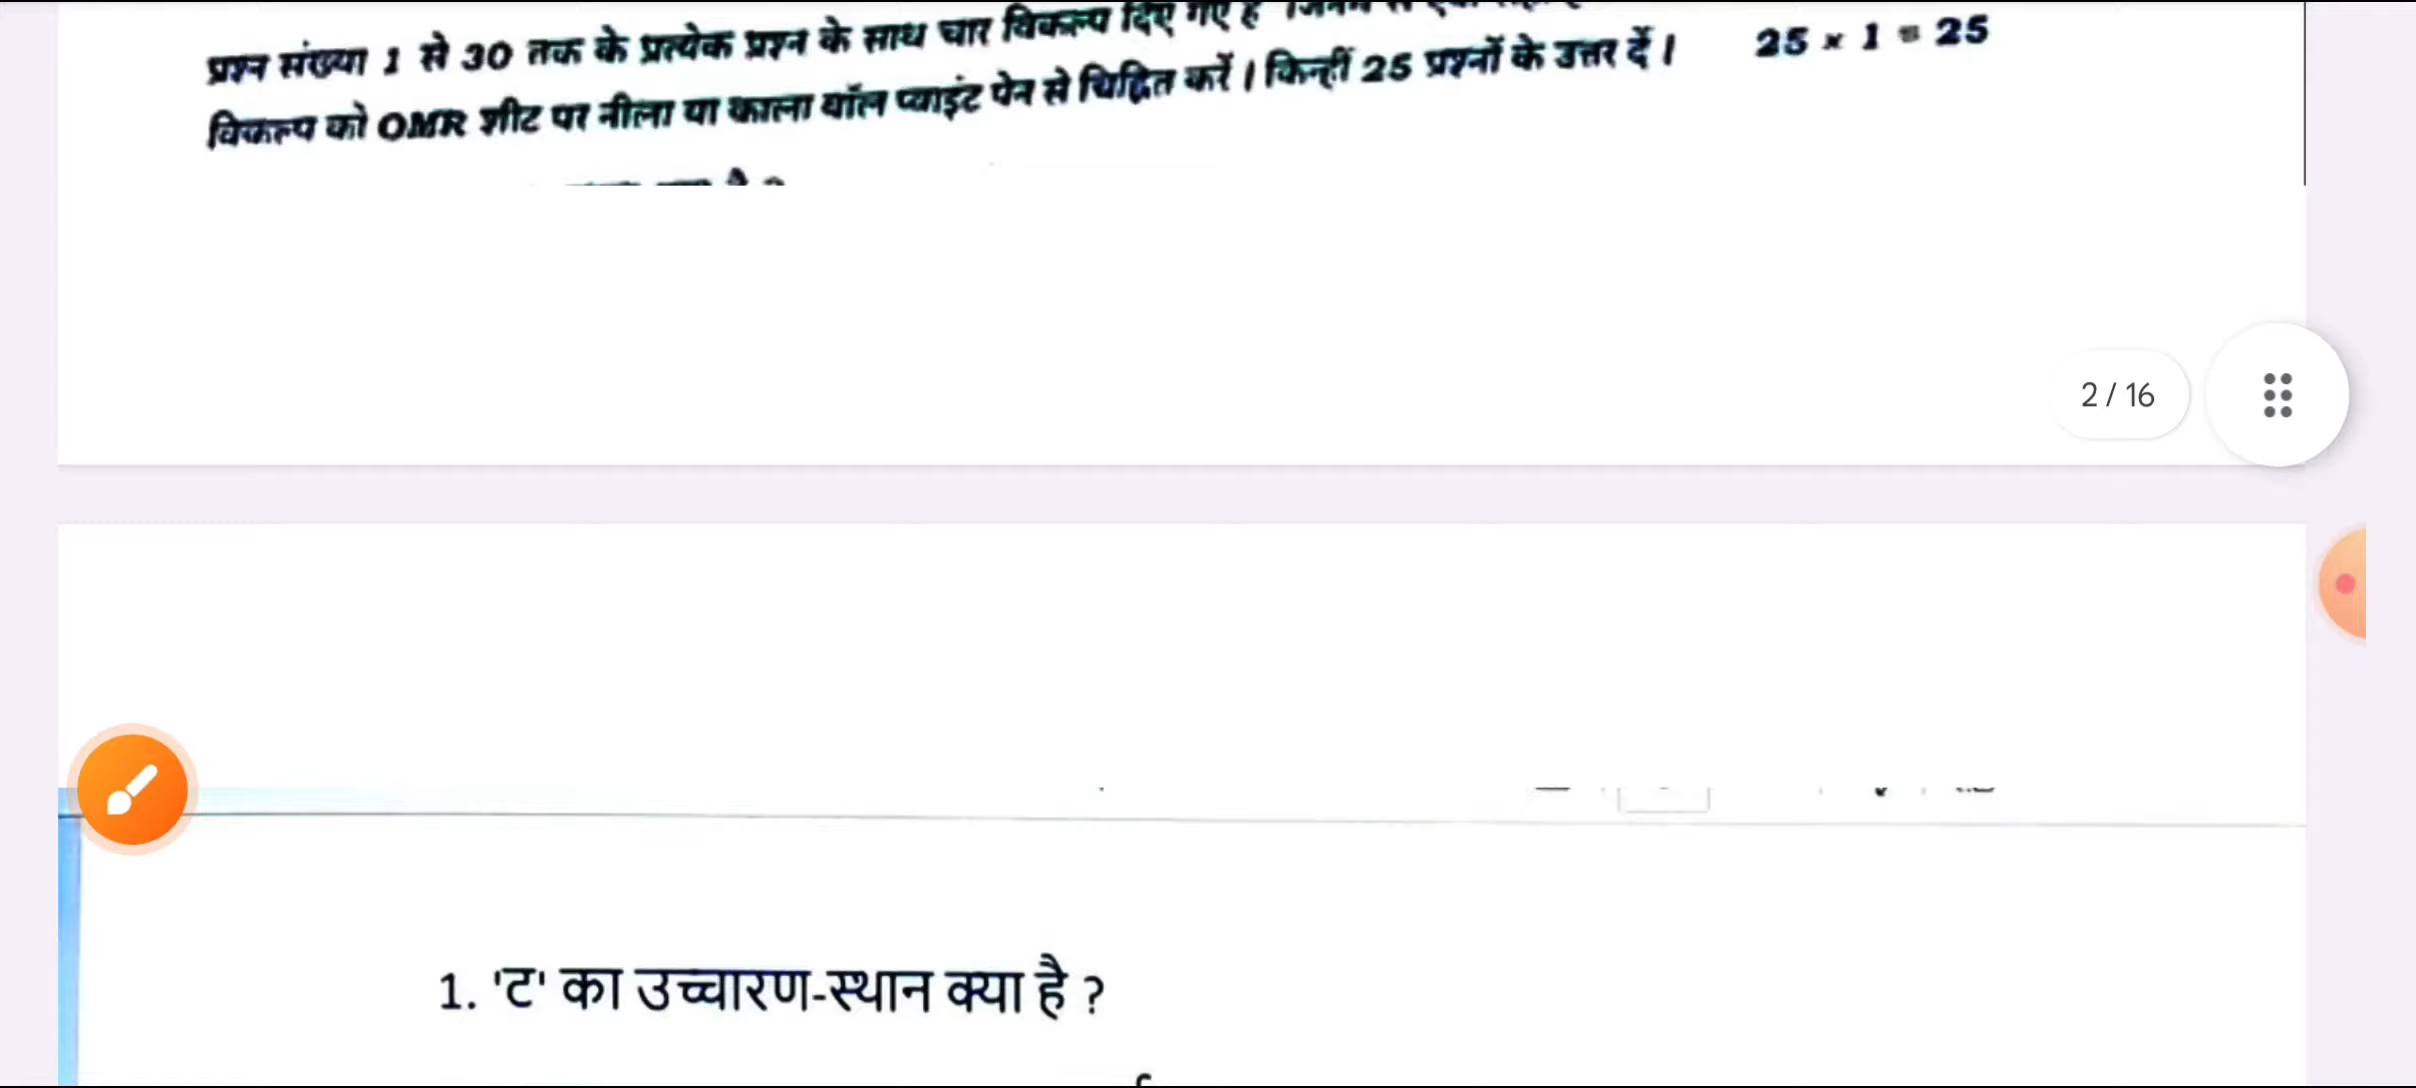 प्रश्न संख्या 1 से 30 तक के प्रत्येक प्रश्न के साथ चार विकल्प दिए गए हैं
विकल्प को OMR शीट पर नीला या काला बॉल प्वाइंट पेन से चिह्नित करें । किन्हीं 25 प्रश्नों के उत्तर दें । 25 × 1 = 25
2 / 16
1. 'ट' का उच्चारण-स्थान क्या है ?